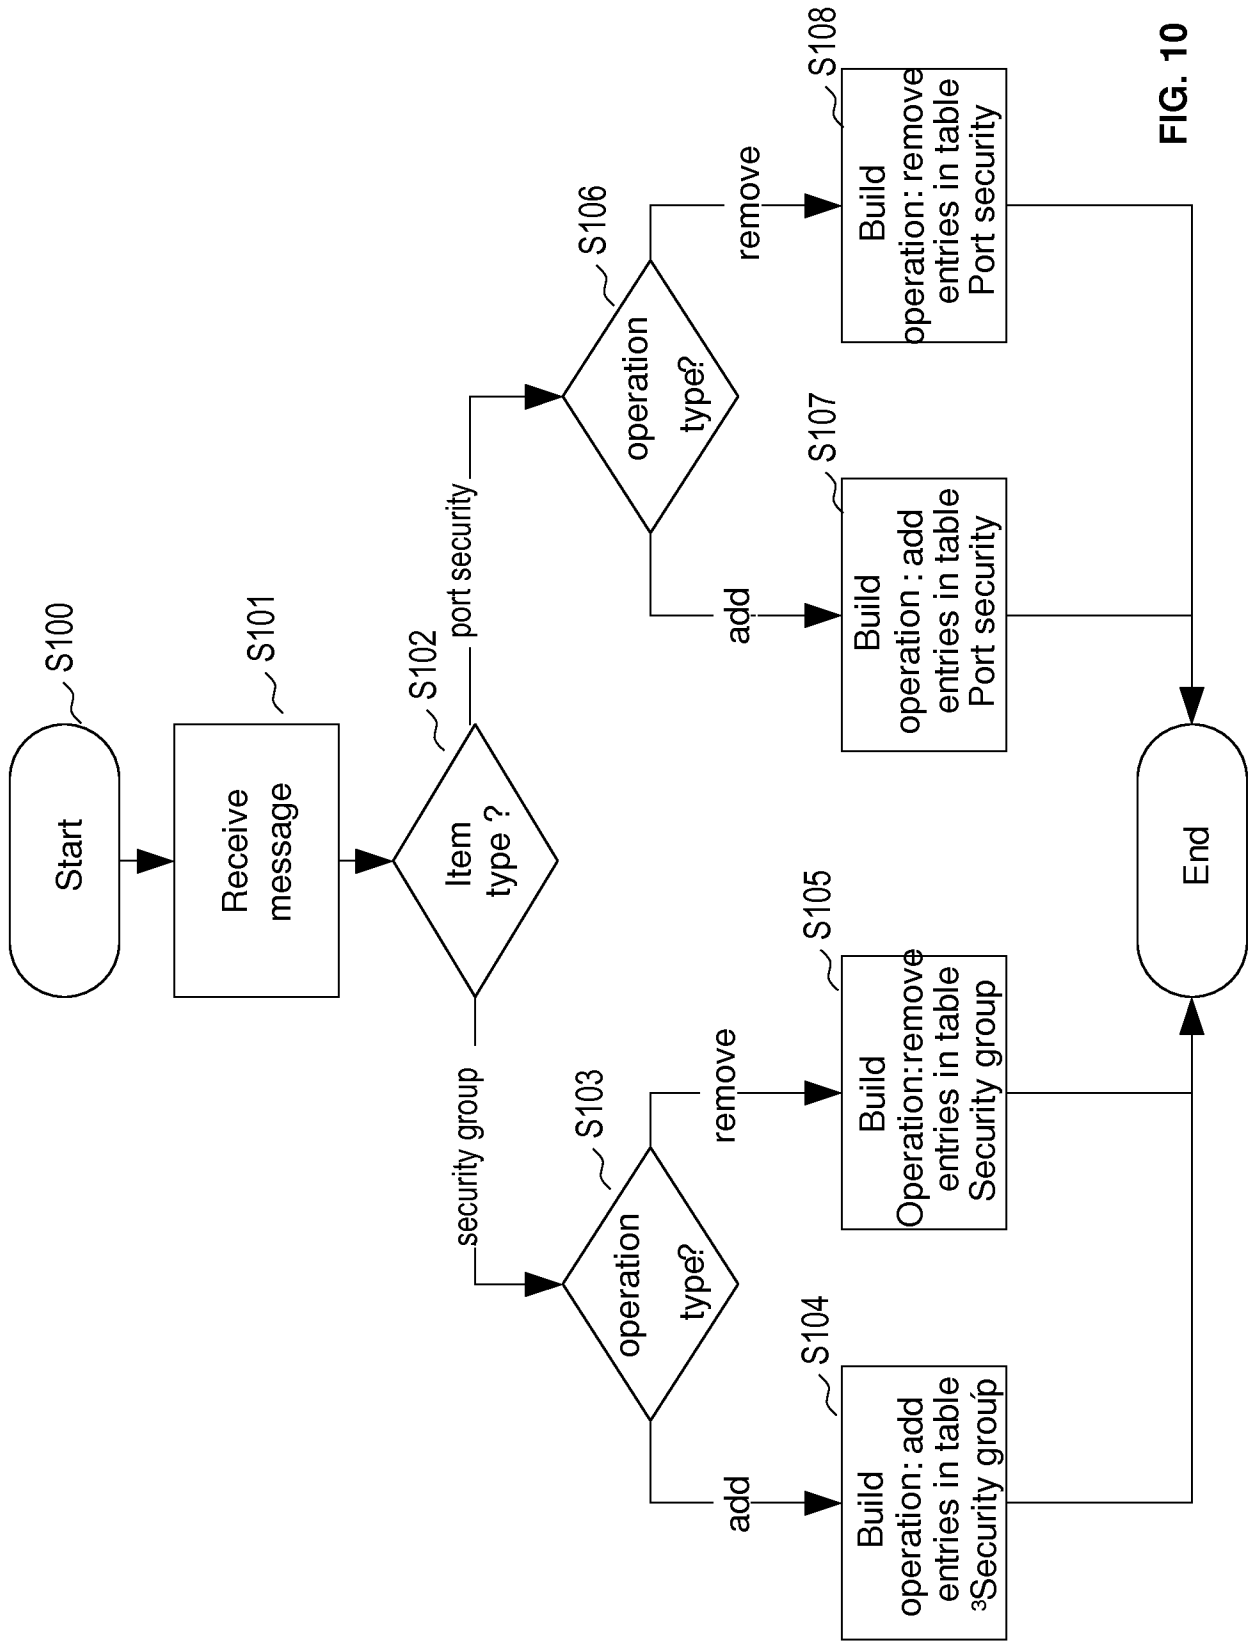 Start
S100
Receive
message
S101
Item
type ?
S102
security group
port security
operation
type?
S103
operation
type?
S106
add
remove
add
remove
Build
operation: add
entries in table
³Security grouṕ
S104
Build
Operation:remove
entries in table
Security group
S105
Build
operation : add
entries in table
Port security
S107
Build
operation: remove
entries in table
Port security
S108
End
FIG. 10